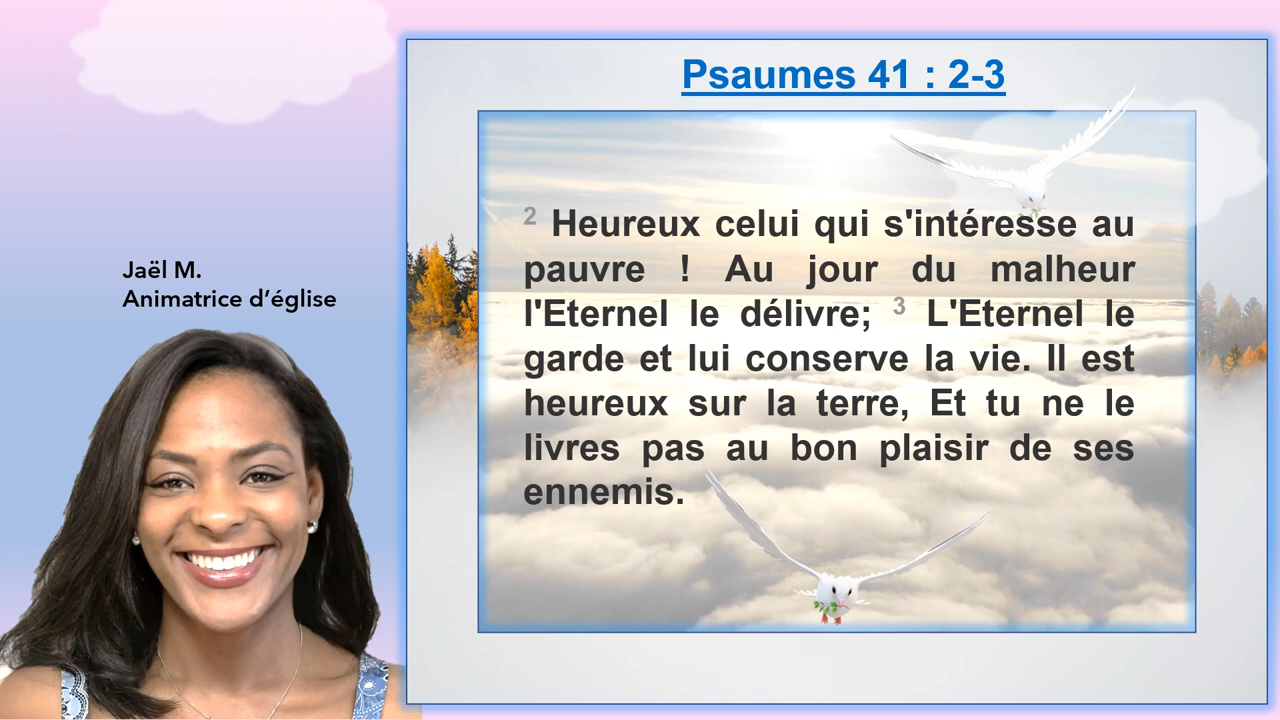 Psaumes 41 : 2-3
2 Heureux celui qui s'intéresse au
pauvre ! Au jour du malheur
l'Eternel le délivre; 3 L'Eternel le
garde et lui conserve la vie. Il est
heureux sur la terre, Et tu ne le
livres pas au bon plaisir de ses
ennemis.
Jaël M.
Animatrice d’église